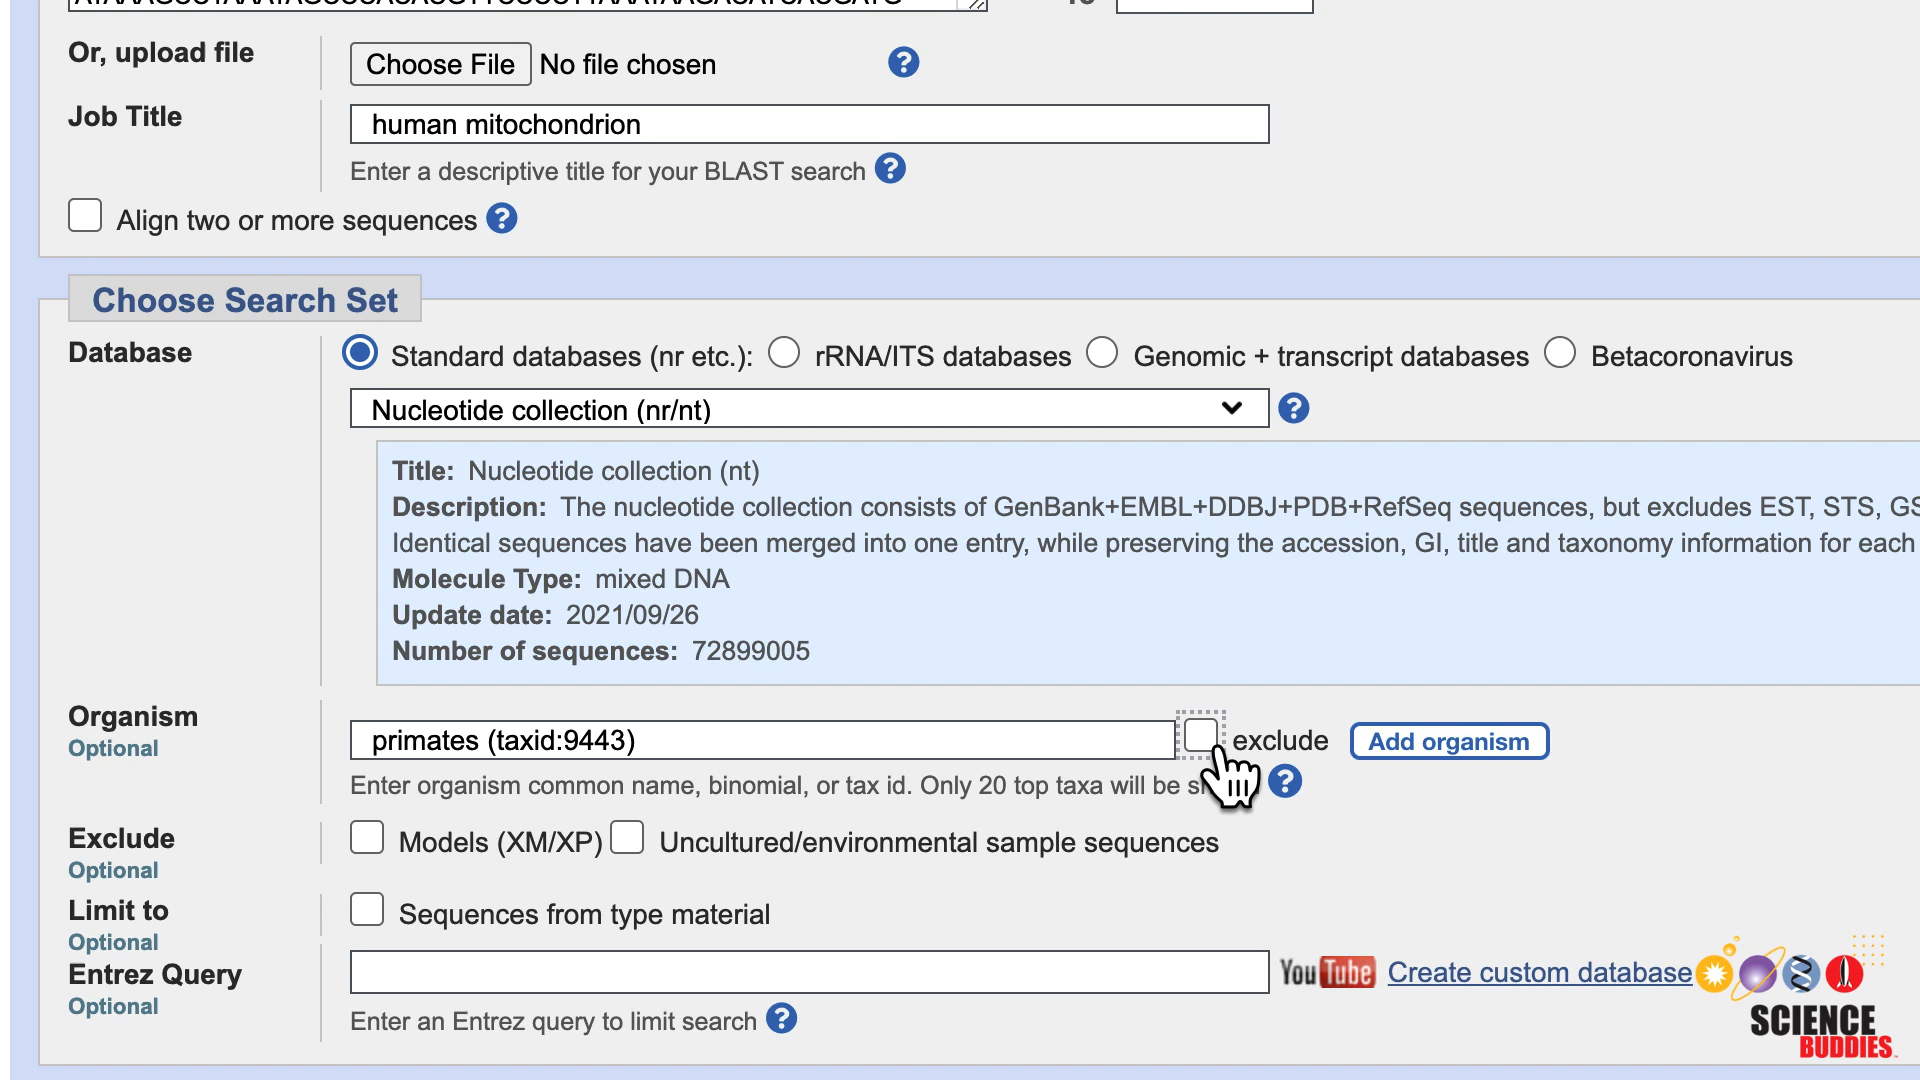 Or, upload file
Choose File No file chosen ?
Job Title
human mitochondrion
Enter a descriptive title for your BLAST search ?
Align two or more sequences ?
Choose Search Set
Database
Standard databases (nr etc.): rRNA/ITS databases Genomic + transcript databases Betacoronavirus
Nucleotide collection (nr/nt) ?
Title: Nucleotide collection (nt)
Description: The nucleotide collection consists of GenBank+EMBL+DDBJ+PDB+RefSeq sequences, but excludes EST, STS,
Identical sequences have been merged into one entry, while preserving the accession, GI, title and taxonomy information for each
Molecule Type: mixed DNA
Update date: 2021/09/26
Number of sequences: 72899005
Organism
Optional
primates (taxid:9443) exclude Add organism
Enter organism common name, binomial, or tax id. Only 20 top taxa will be ?
Exclude
Optional
Models (XM/XP) Uncultured/environmental sample sequences
Limit to
Optional
Sequences from type material
Entrez Query
Optional
YouTube Create custom database
Enter an Entrez query to limit search ?
SCIENCE
BUDDIES